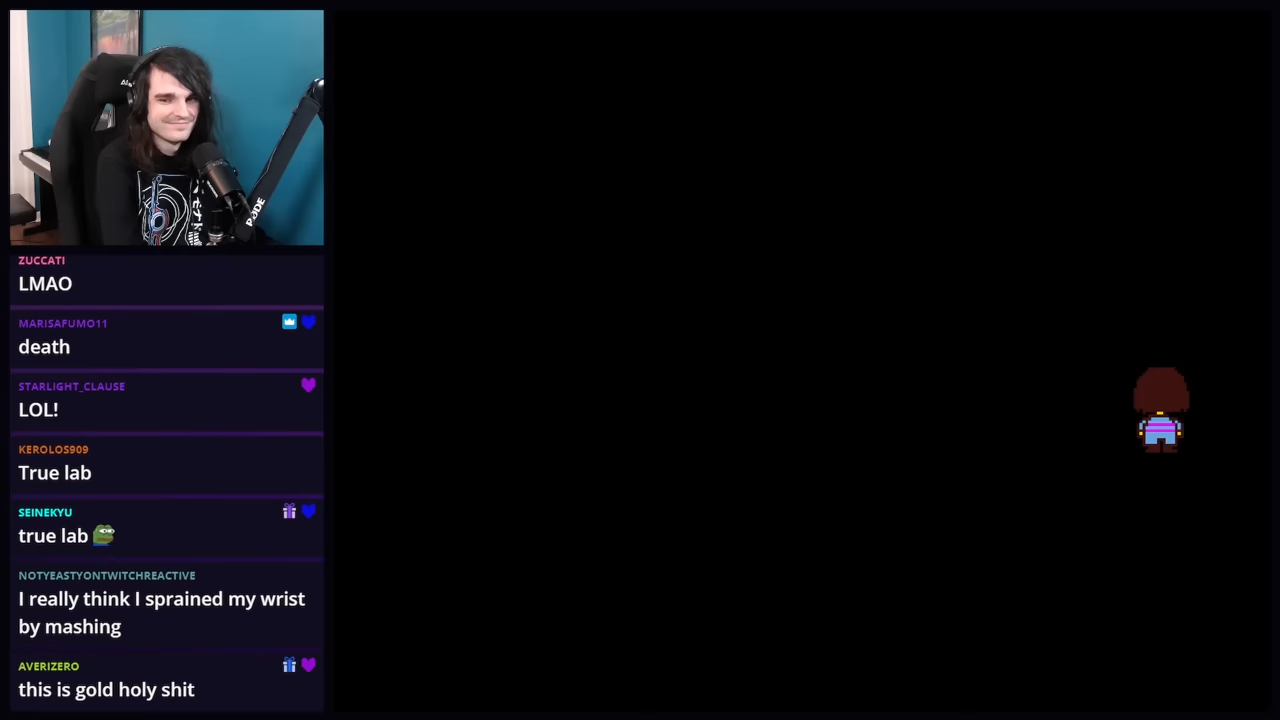 RØDE
ZUCCATI
LMAO
MARISAFUMO11
death
STARLIGHT_CLAUSE
LOL!
KEROLOS909
True lab
SEINEKYU
true lab
NOTYEASTYONTWITCHREACTIVE
I really think I sprained my wrist
by mashing
AVERIZERO
this is gold holy shit